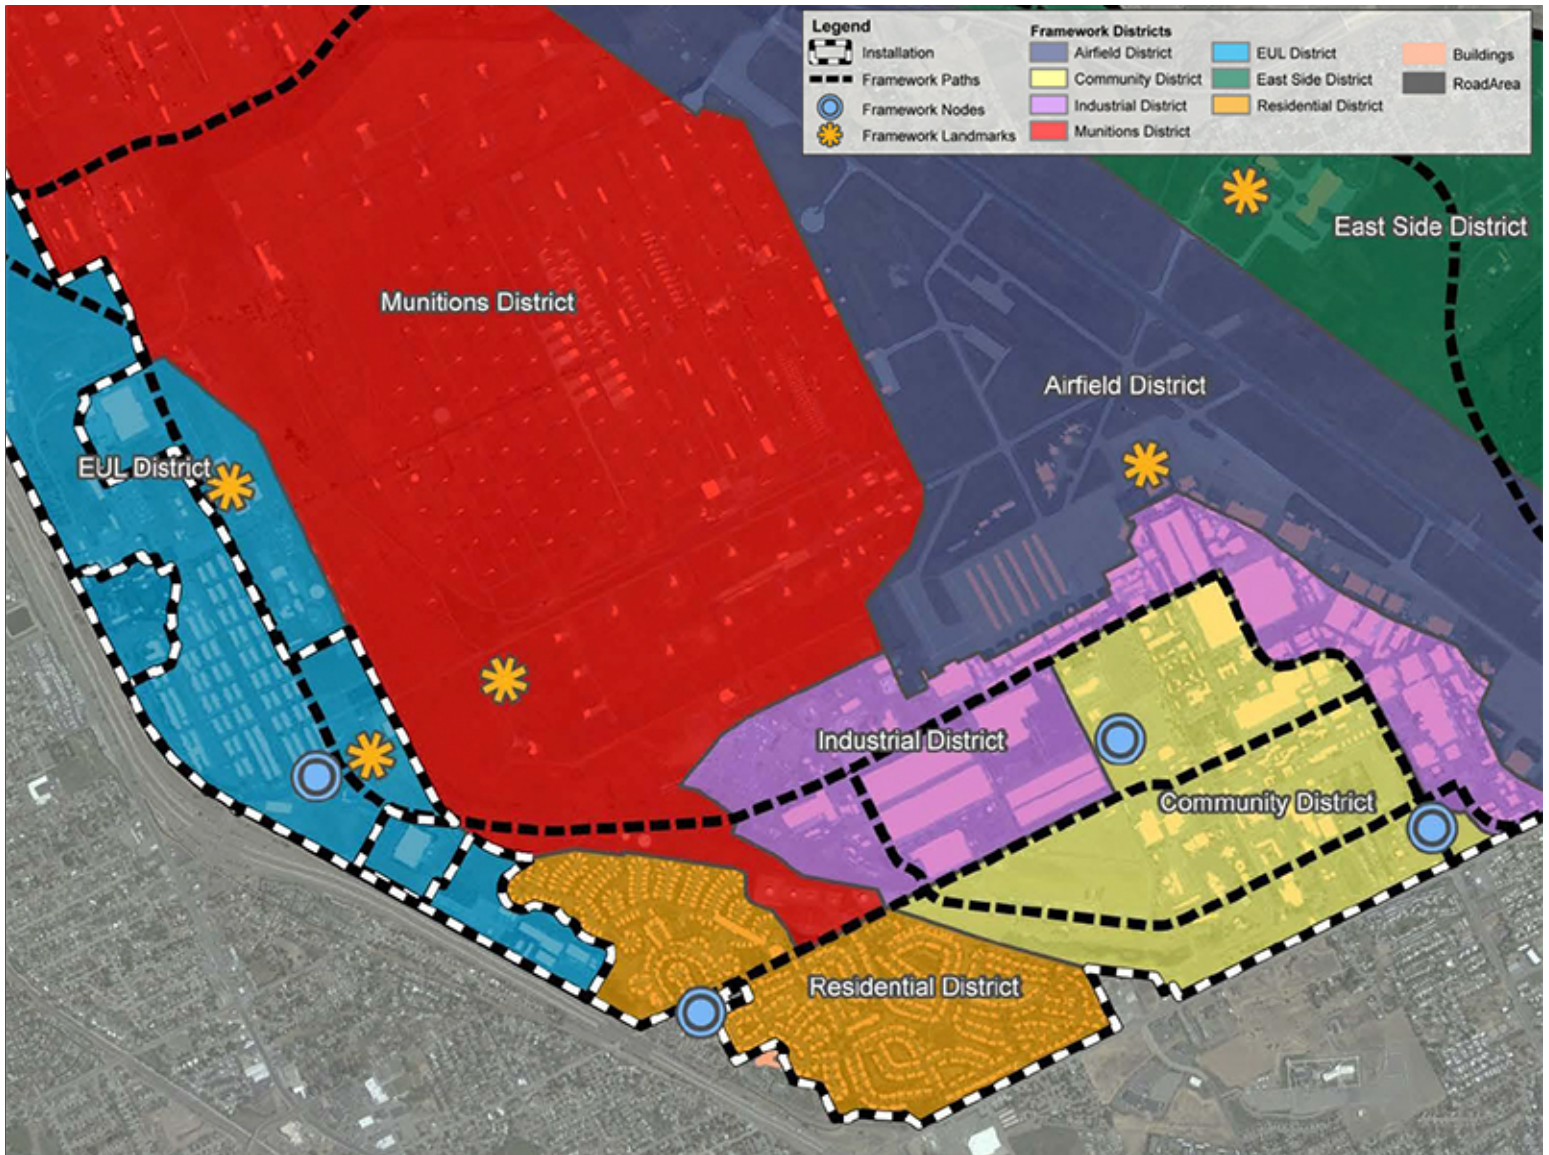 Legend
Installation
Framework Paths
Framework Nodes
Framework Landmarks
Framework Districts
Airfield District
Community District
Industrial District
Munitions District
EUL District
East Side District
Residential District
Buildings
RoadArea
East Side District
Munitions District
Airfield District
EUL District
Industrial District
Community District
Residential District